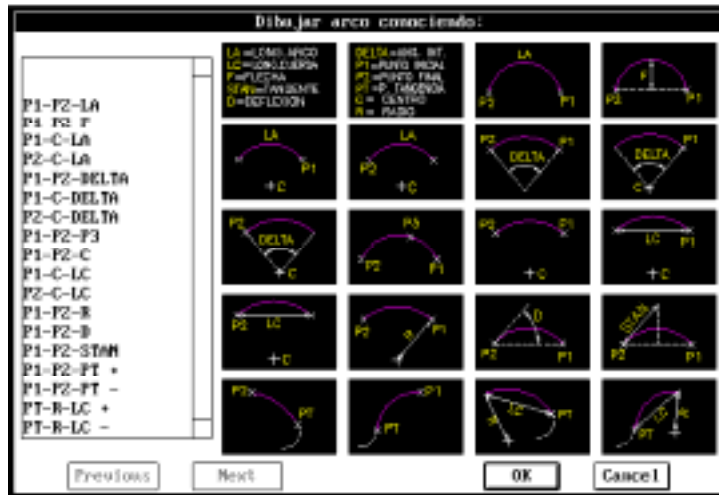 Dibujar arco conociendo:
P1-P2-LA
P1-P2-F
P1-C-LA
P2-C-LA
P1-P2-DELTA
P1-C-DELTA
P2-C-DELTA
P1-P2-P3
P1-P2-C
P1-C-LC
P2-C-LC
P1-P2-R
P1-P2-D
P1-P2-STAN
P1-P2-PT +
P1-P2-PT -
PT-R-LC +
PT-R-LC -
LA=LONG.ARCO
LC=LONG.CUERDA
F=FLECHA
STAN=TANGENTE
D=DEFLEXION
DELTA=ANG. INT.
P1=PUNTO INICIAL
P2=PUNTO FINAL
PT=P. TANGENCIA
C = CENTRO
R = RADIO
LA
P2 P1
F
P2 P1
LA
P1
+C
LA
P2
+C
P2 P1
DELTA
P1
DELTA
C
P2
DELTA
C
P3
P2 P1
P2 P1
+C
LC P1
+C
P2 LC
+C
P2 P1
R
D
P2 P1
STAN
P2 P1
P2
PT
P1
PT
LC PT
R
LC R
PT
Previous Next OK Cancel